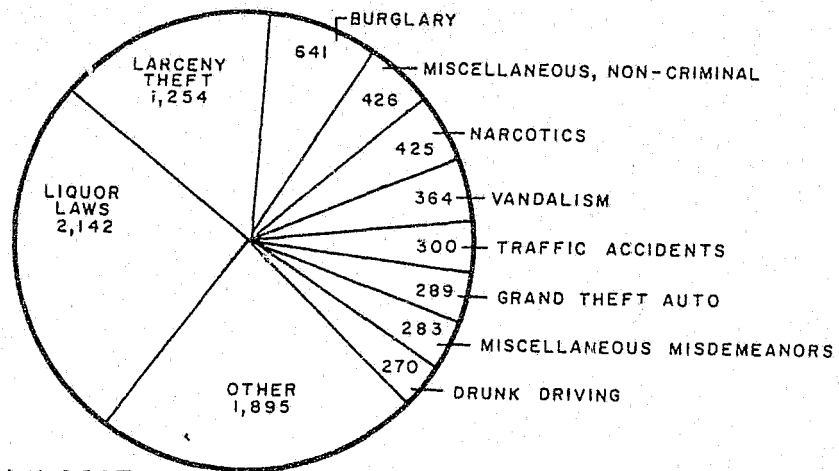 BURGLARY
641
LARCENY
THEFT
1,254
MISCELLANEOUS, NON-CRIMINAL
426
NARCOTICS
425
LIQUOR
LAWS
2,142
364
VANDALISM
300
TRAFFIC ACCIDENTS
289
GRAND THEFT AUTO
283
MISCELLANEOUS MISDEMEANORS
270
DRUNK DRIVING
OTHER
1,895